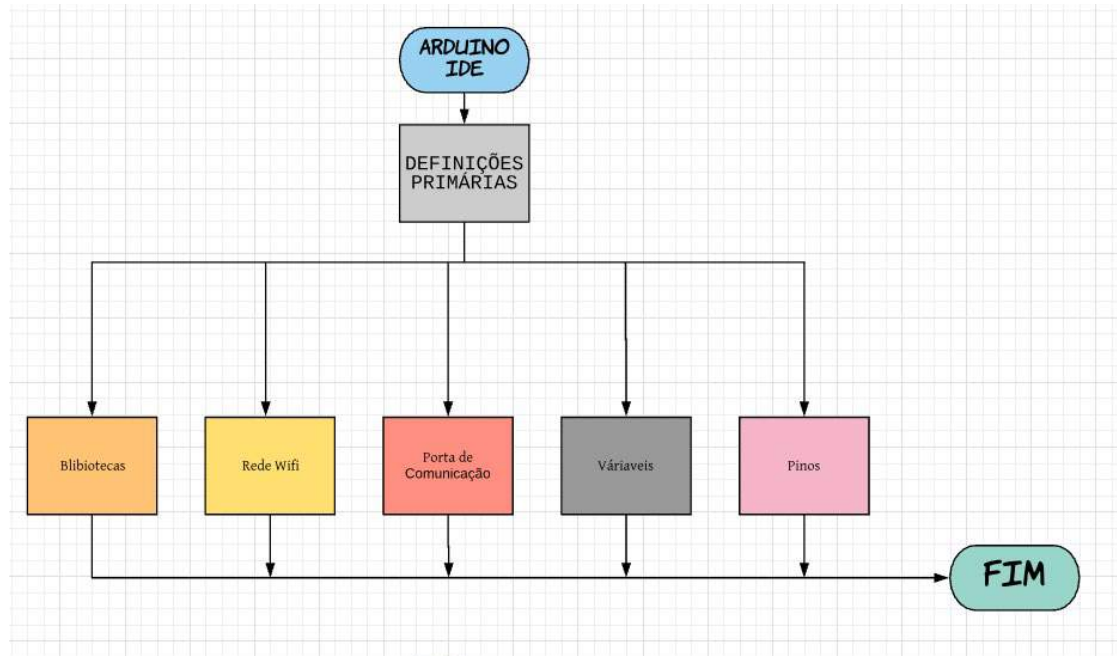 ARDUINO
IDE
DEFINIÇÕES
PRIMÁRIAS
Blibiotecas
Rede Wifi
Porta de
Comunicação
Váriaveis
Pinos
FIM